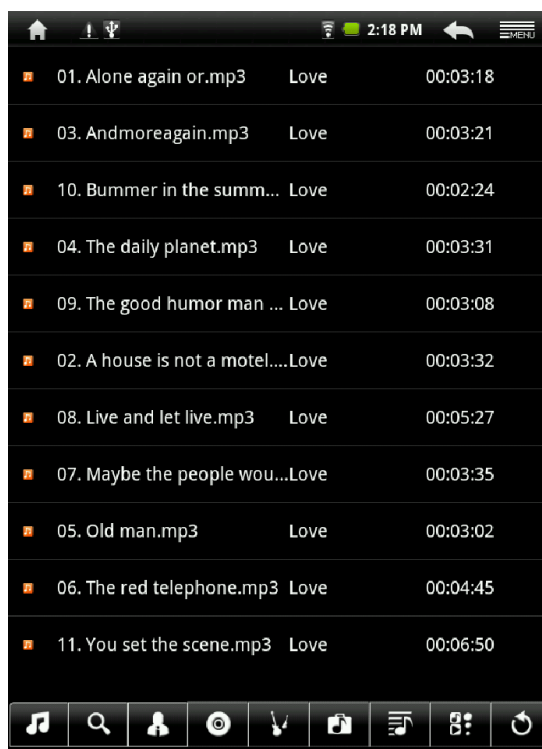 2:18 PM MENU
01. Alone again or.mp3 Love 00:03:18
03. Andmoreagain.mp3 Love 00:03:21
10. Bummer in the summ... Love 00:02:24
04. The daily planet.mp3 Love 00:03:31
09. The good humor man ... Love 00:03:08
02. A house is not a motel.... Love 00:03:32
08. Live and let live.mp3 Love 00:05:27
07. Maybe the people wou... Love 00:03:35
05. Old man.mp3 Love 00:03:02
06. The red telephone.mp3 Love 00:04:45
11. You set the scene.mp3 Love 00:06:50